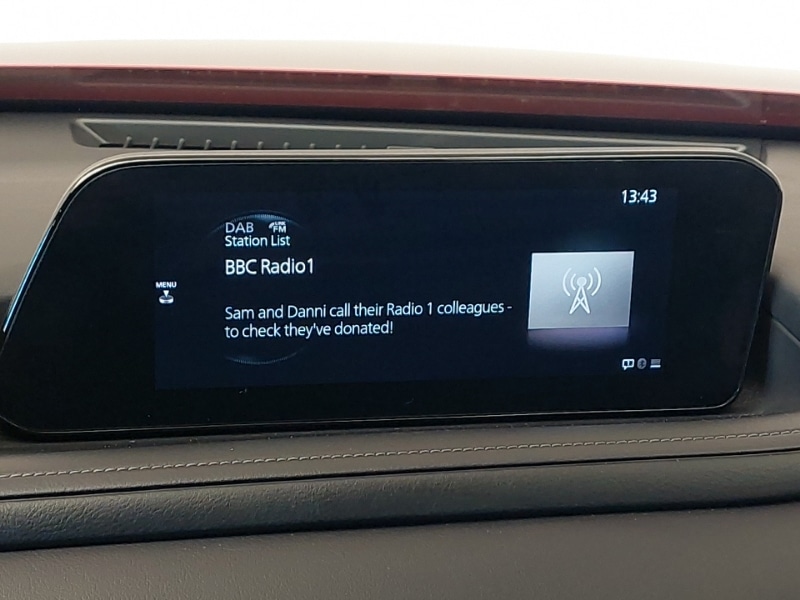 13:43
DAB LINK FM
Station List
BBC Radio1
MENU
Sam and Danni call their Radio 1 colleagues -
to check they've donated!